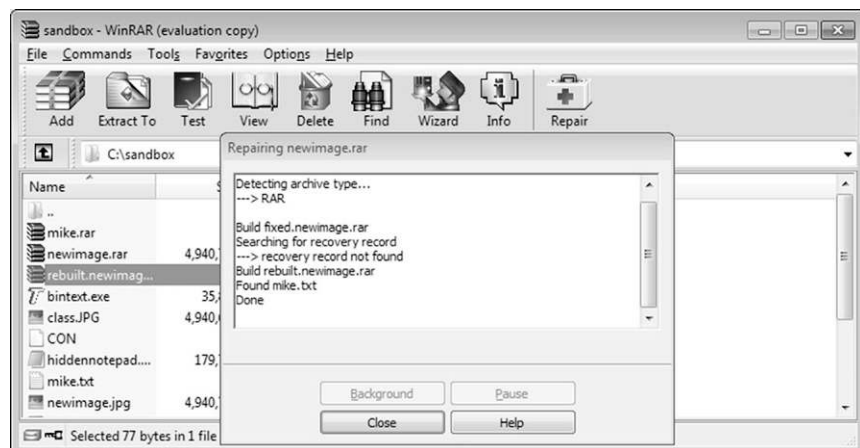 sandbox - WinRAR (evaluation copy)
File Commands Tools Favorites Options Help
Add Extract To Test View Delete Find Wizard Info Repair
C:\sandbox
Repairing newimage.rar
Name
Detecting archive type...
---> RAR
Build fixed.newimage.rar
Searching for recovery record
---> recovery record not found
Build rebuilt.newimage.rar
Found mike.txt
Done
..
mike.rar
newimage.rar 4,940,
rebuilt.newimag...
bintext.exe 35,
class.JPG 4,940,
CON
hiddennotepad.... 179,
mike.txt
newimage.jpg 4,940,
Background Pause
Close Help
Selected 77 bytes in 1 file